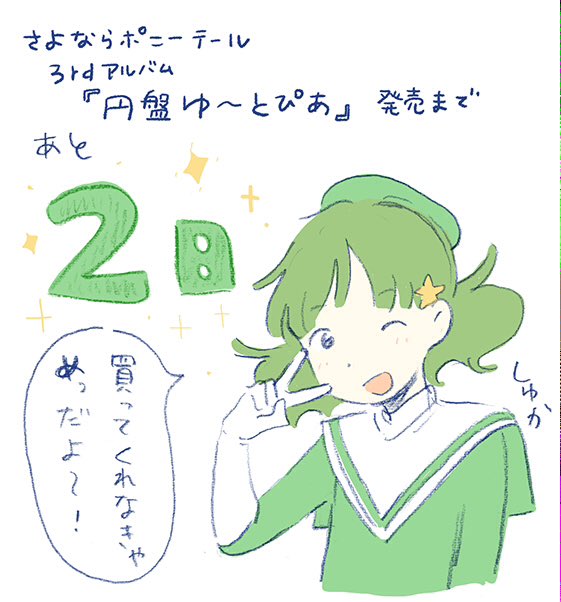 さよならポニーテール
3rdアルバム
『円盤ゆ～とぴあ』発売まで
あと
2日
買ってくれなきゃ
めっだよ～!
しゅか